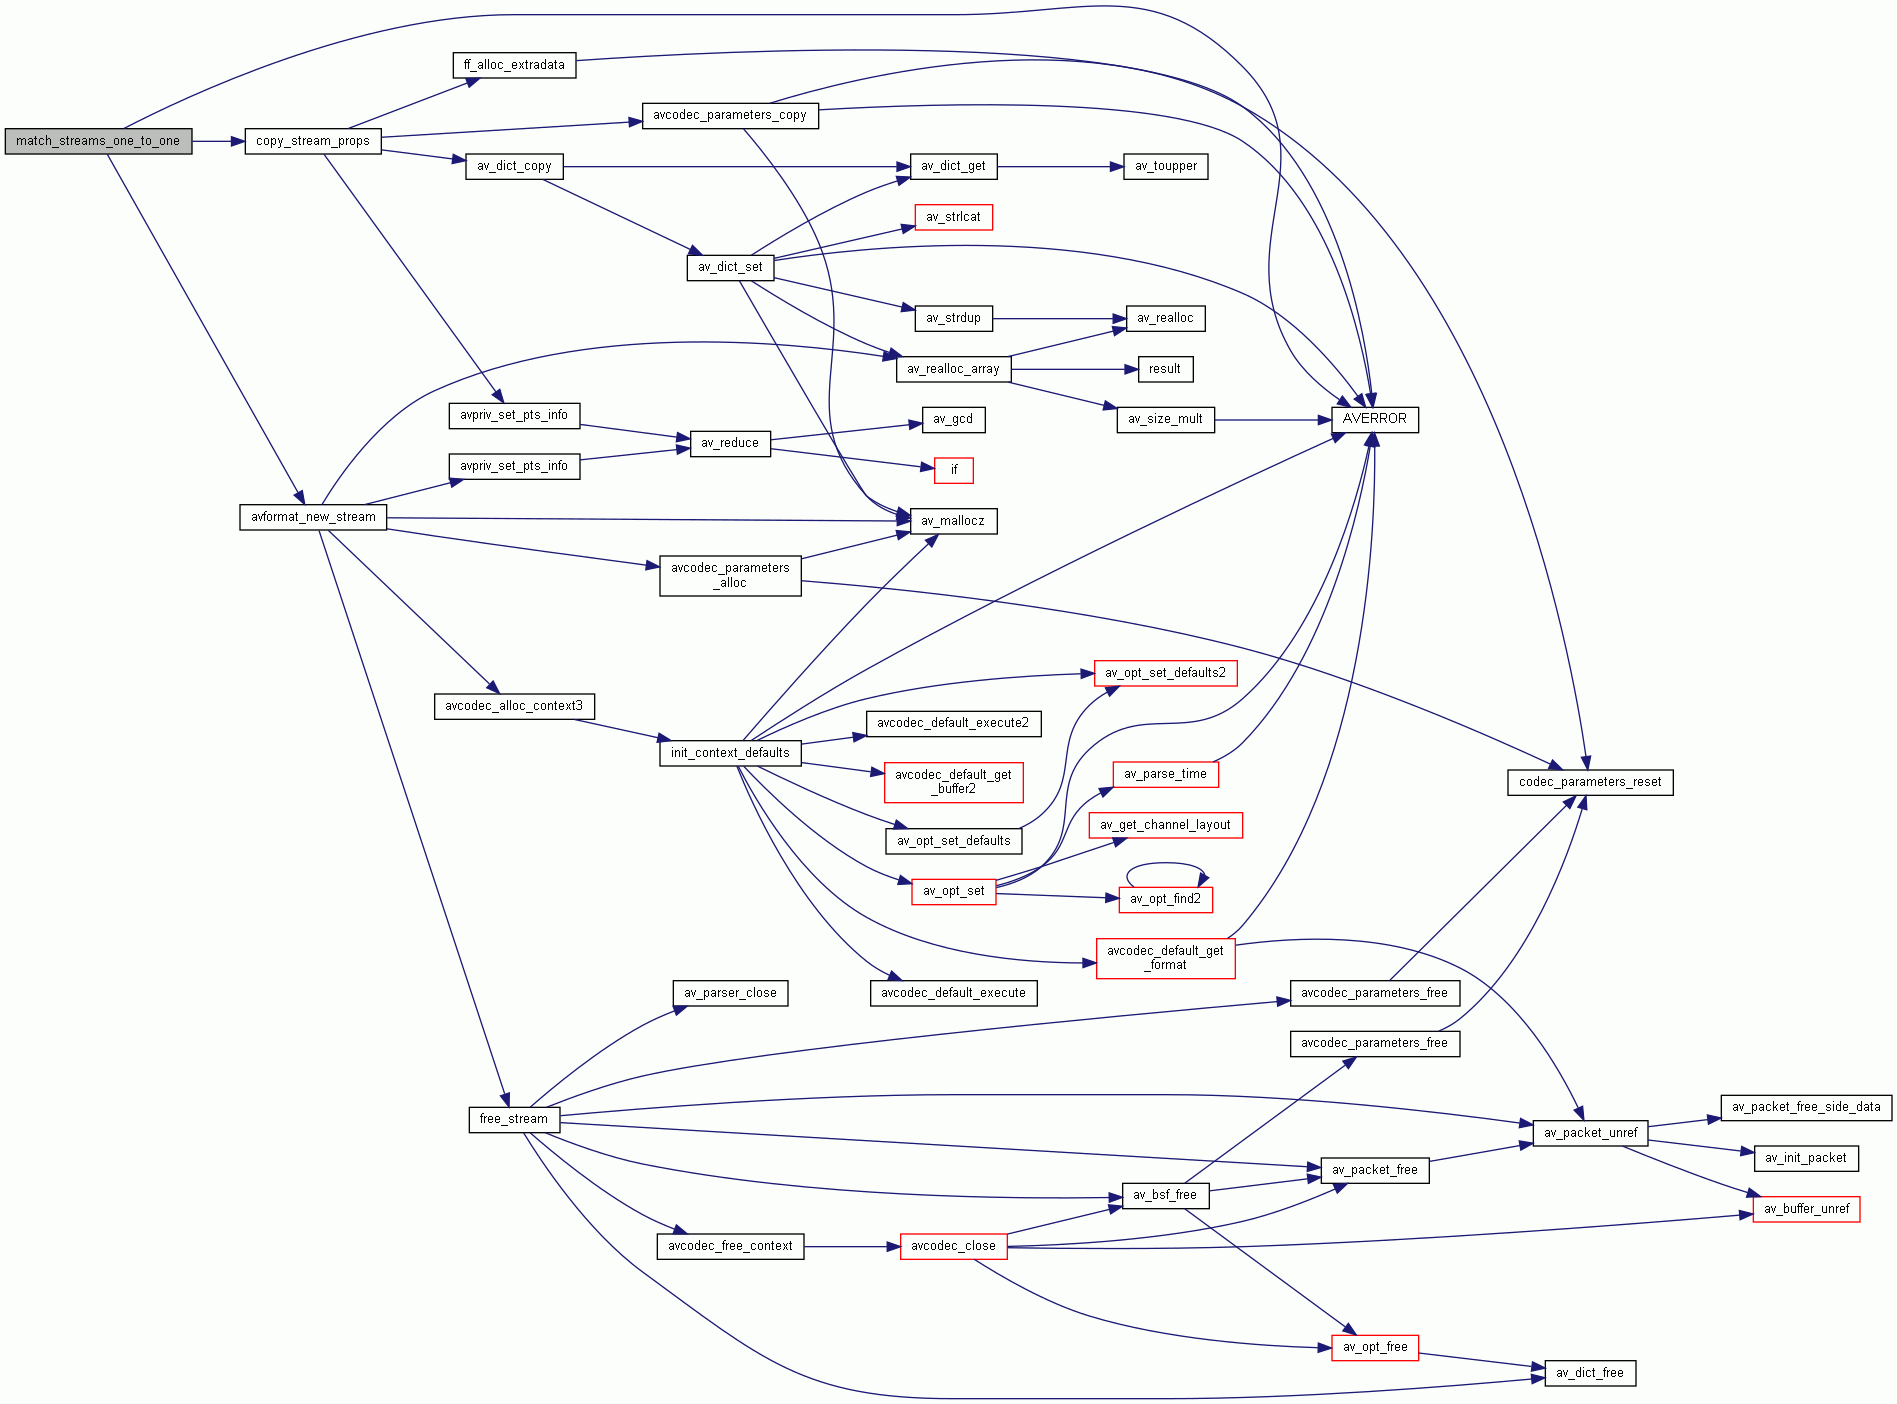 ff_alloc_extradata
avcodec_parameters_copy
match_streams_one_to_one
copy_stream_props
av_dict_copy
av_dict_get
av_toupper
av_strlcat
av_dict_set
av_strdup
av_realloc
av_realloc_array
result
avpriv_set_pts_info
av_gcd
av_size_mult
AVERROR
av_reduce
avpriv_set_pts_info
if
avformat_new_stream
av_mallocz
avcodec_parameters
_alloc
av_opt_set_defaults2
avcodec_alloc_context3
avcodec_default_execute2
init_context_defaults
avcodec_default_get
_buffer2
av_parse_time
codec_parameters_reset
av_get_channel_layout
av_opt_set_defaults
av_opt_set
av_opt_find2
avcodec_default_get
_format
av_parser_close
avcodec_default_execute
avcodec_parameters_free
avcodec_parameters_free
av_packet_free_side_data
free_stream
av_packet_unref
av_init_packet
av_packet_free
av_bsf_free
av_buffer_unref
avcodec_free_context
avcodec_close
av_opt_free
av_dict_free